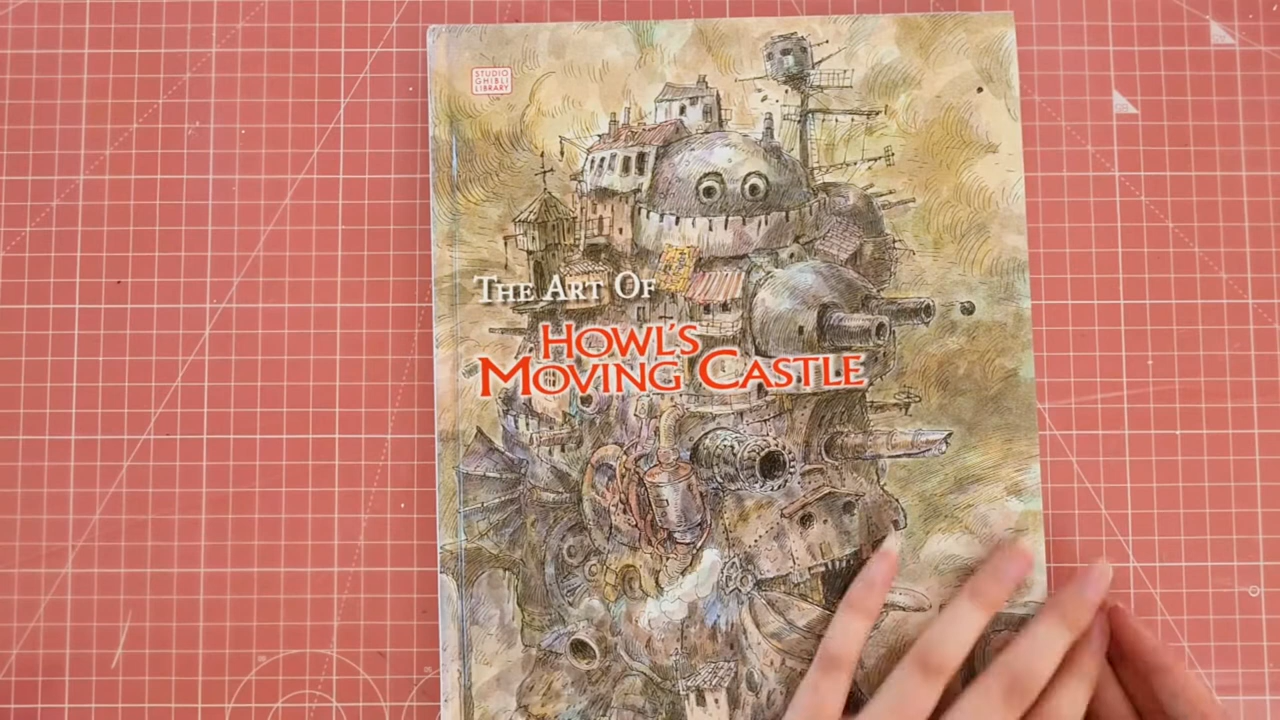 STUDIO
GHIBLI
LIBRARY
THE ART OF
HOWL'S
MOVING CASTLE